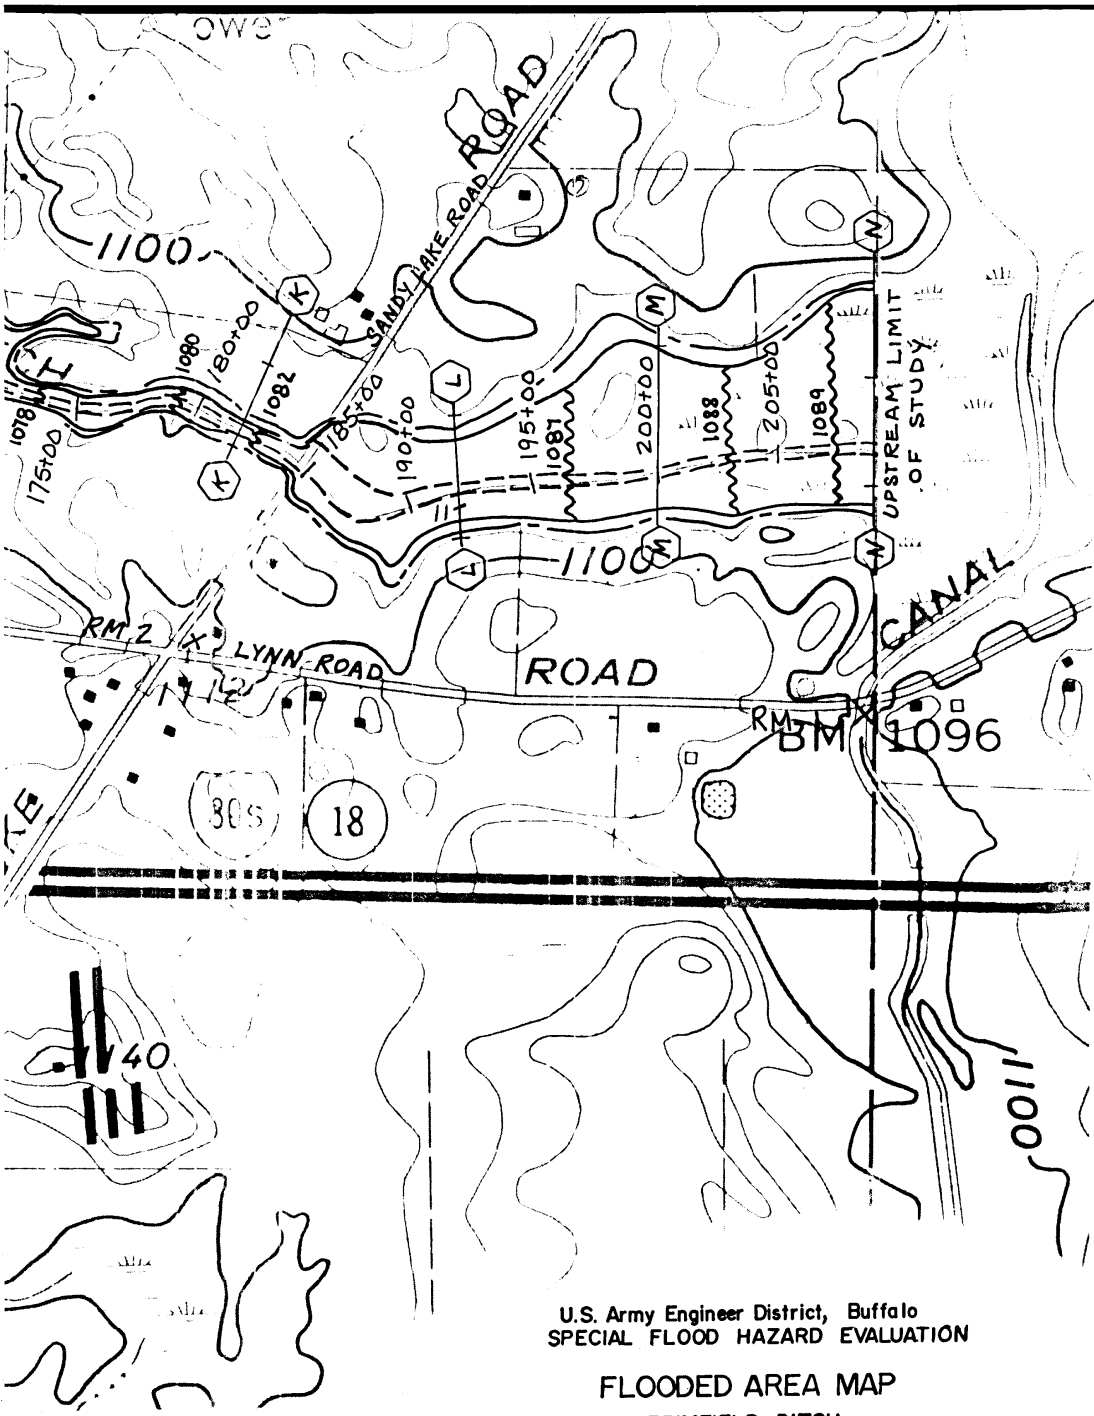 ROAD
SANDY LAKE ROAD
1100
K
M
N
1080
180+00
1082
185+00
L
190+00
195+00
1087
200+00
1088
205+00
1089
UPSTREAM LIMIT
OF STUDY
1078
175+00
K
L
1100
M
N
CANAL
RM 2
X
LYNN ROAD
ROAD
1112
RM
X
BM
1096
18
40
1100
U.S. Army Engineer District, Buffalo
SPECIAL FLOOD HAZARD EVALUATION
FLOODED AREA MAP